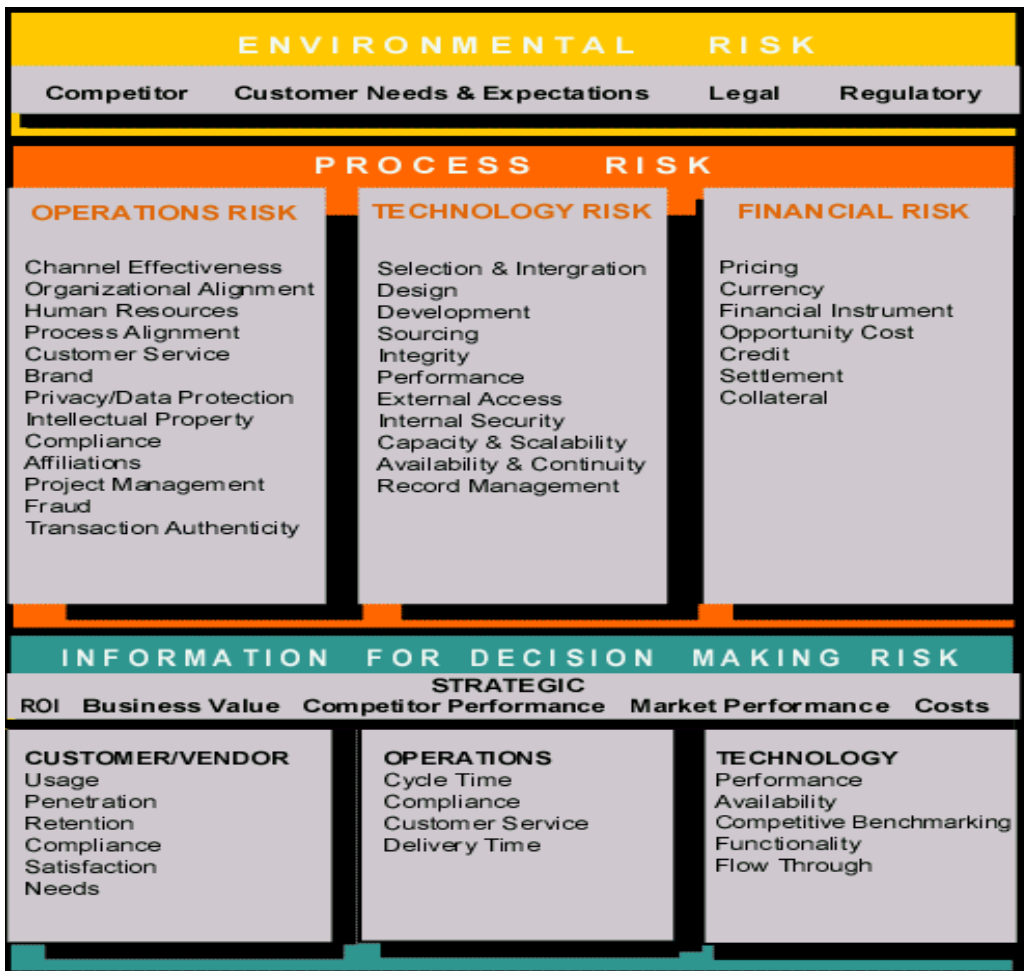 ENVIRONMENTAL RISK
Competitor Customer Needs & Expectations Legal Regulatory
PROCESS RISK
OPERATIONS RISK
Channel Effectiveness
Organizational Alignment
Human Resources
Process Alignment
Customer Service
Brand
Privacy/Data Protection
Intellectual Property
Compliance
Affiliations
Project Management
Fraud
Transaction Authenticity
TECHNOLOGY RISK
Selection & Intergration
Design
Development
Sourcing
Integrity
Performance
External Access
Internal Security
Capacity & Scalability
Availability & Continuity
Record Management
FINANCIAL RISK
Pricing
Currency
Financial Instrument
Opportunity Cost
Credit
Settlement
Collateral
INFORMATION FOR DECISION MAKING RISK
STRATEGIC
ROI Business Value Competitor Performance Market Performance Costs
CUSTOMER/VENDOR
Usage
Penetration
Retention
Compliance
Satisfaction
Needs
OPERATIONS
Cycle Time
Compliance
Customer Service
Delivery Time
TECHNOLOGY
Performance
Availability
Competitive Benchmarking
Functionality
Flow Through